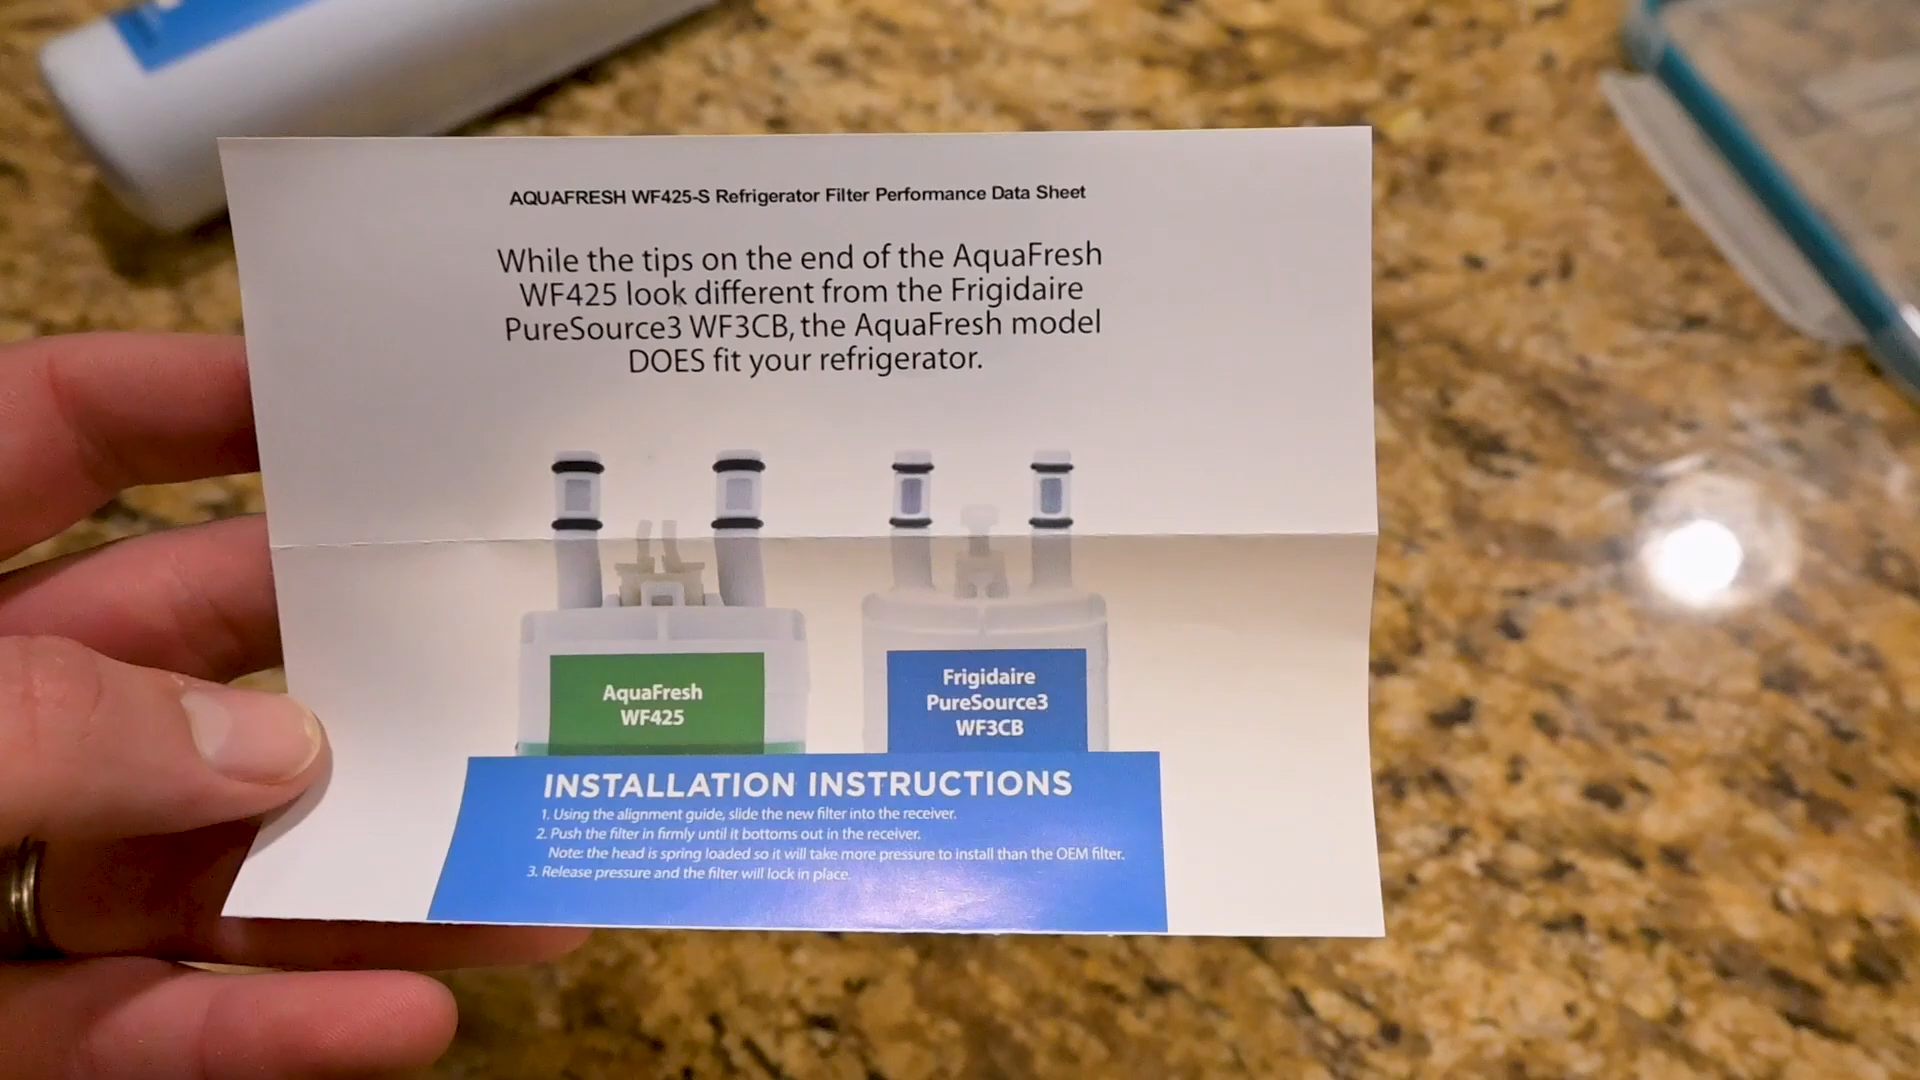 AQUAFRESH WF425-S Refrigerator Filter Performance Data Sheet
While the tips on the end of the AquaFresh
WF425 look different from the Frigidaire
PureSource3 WF3CB, the AquaFresh model
DOES fit your refrigerator.
AquaFresh
WF425
Frigidaire
PureSource3
WF3CB
INSTALLATION INSTRUCTIONS
1. Using the alignment guide, slide the new filter into the receiver.
2. Push the filter in firmly until it bottoms out in the receiver.
Note: the head is spring loaded so it will take more pressure to install than the OEM filter.
3. Release pressure and the filter will lock in place.